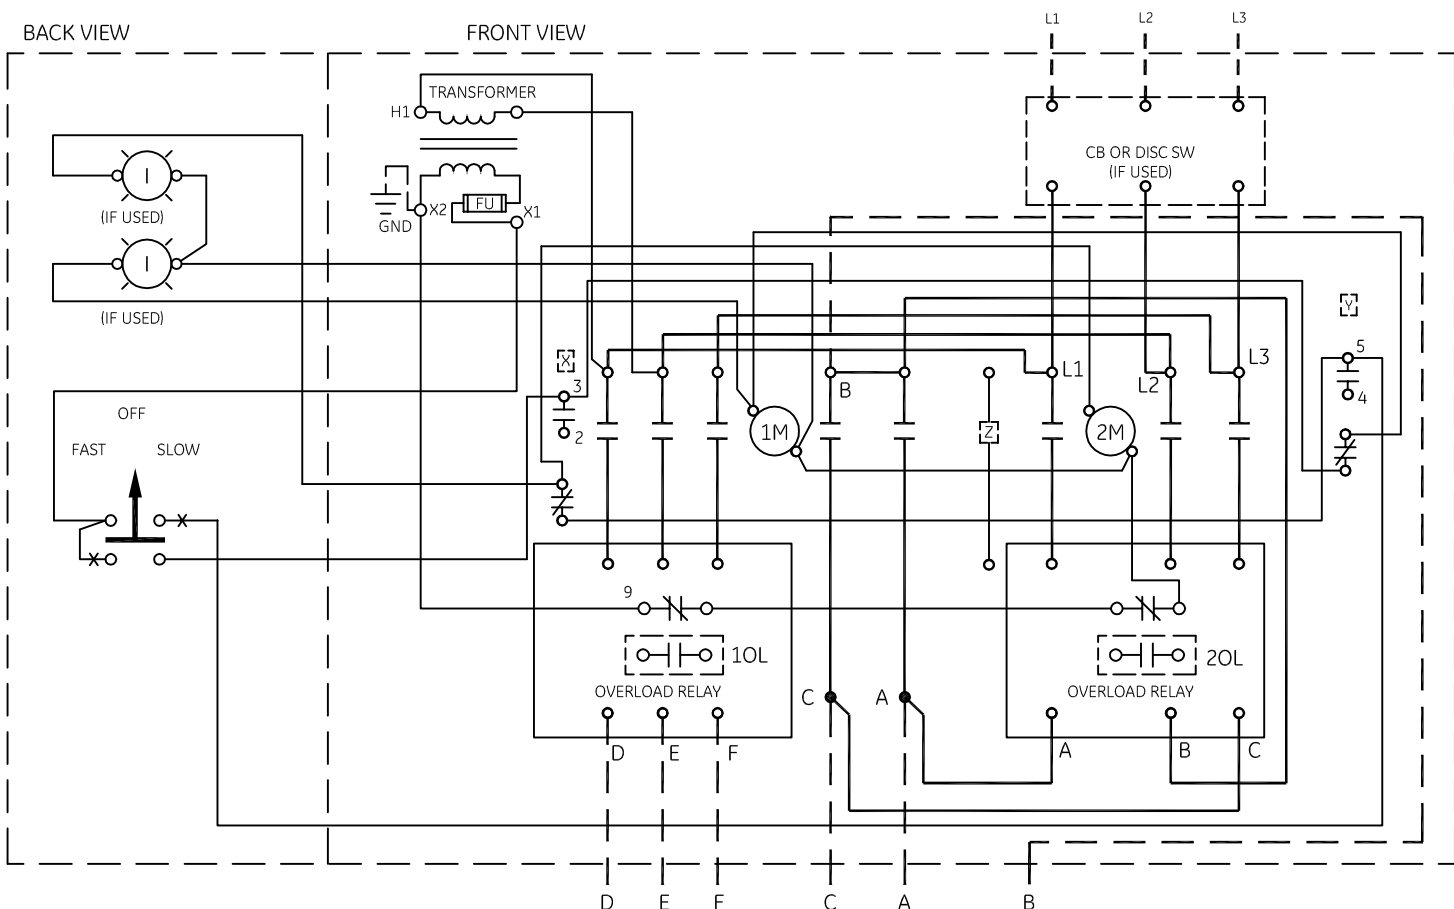 L1 L2 L3
BACK VIEW FRONT VIEW
TRANSFORMER
H1
CB OR DISC SW
(IF USED)
I
(IF USED)
FU
X2 X1
GND
I
(IF USED)
Y
X
5
L1 L3
3
L2
B
4
OFF
2 1M Z 2M
FAST SLOW
X
X
9
1OL 2OL
OVERLOAD RELAY OVERLOAD RELAY
C A
D E F A B C
D E F C A B